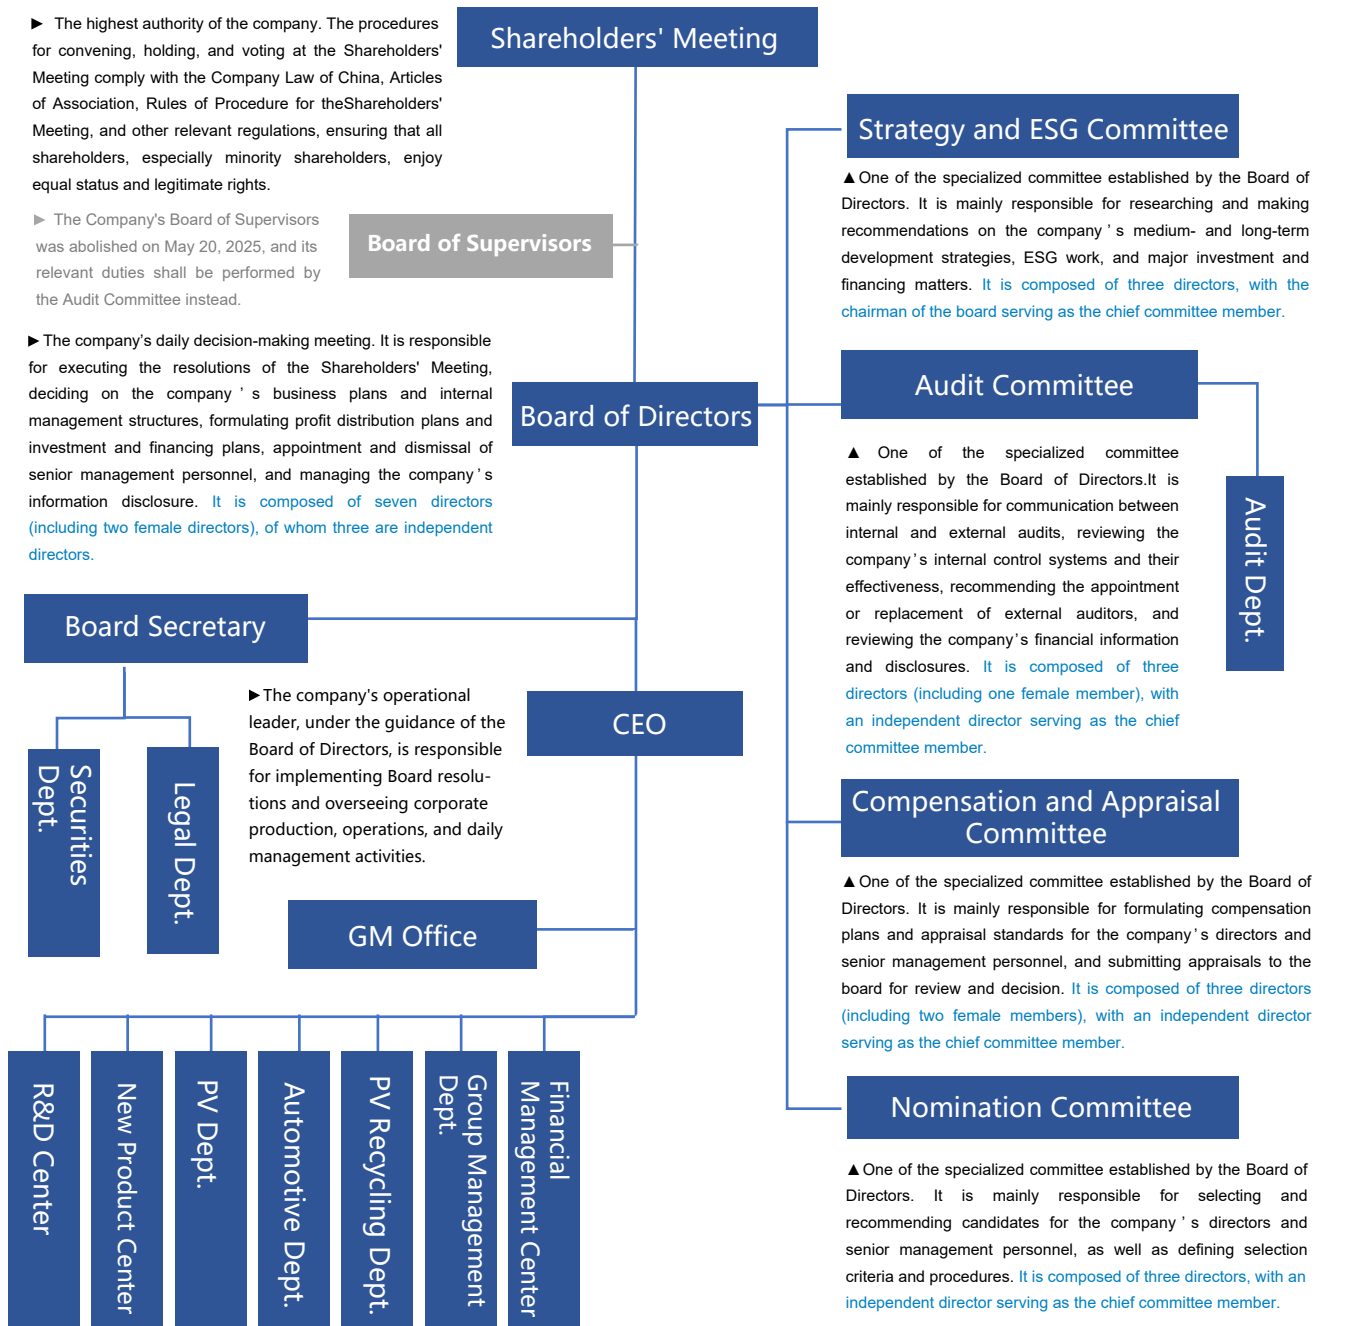 Shareholders' Meeting
► The highest authority of the company. The procedures
for convening, holding, and voting at the Shareholders'
Meeting comply with the Company Law of China, Articles
of Association, Rules of Procedure for theShareholders'
Meeting, and other relevant regulations, ensuring that all
shareholders, especially minority shareholders, enjoy
equal status and legitimate rights.
► The Company's Board of Supervisors
was abolished on May 20, 2025, and its
relevant duties shall be performed by
the Audit Committee instead.
Board of Supervisors
►The company's daily decision-making meeting. It is responsible
for executing the resolutions of the Shareholders' Meeting,
deciding on the company's business plans and internal
management structures, formulating profit distribution plans and
investment and financing plans, appointment and dismissal of
senior management personnel, and managing the company's
information disclosure. It is composed of seven directors
(including two female directors), of whom three are independent
directors.
Board of Directors
Strategy and ESG Committee
▲One of the specialized committee established by the Board of
Directors. It is mainly responsible for researching and making
recommendations on the company's medium- and long-term
development strategies, ESG work, and major investment and
financing matters. It is composed of three directors, with the
chairman of the board serving as the chief committee member.
Audit Committee
▲ One of the specialized committee
established by the Board of Directors.It is
mainly responsible for communication between
internal and external audits, reviewing the
company's internal control systems and their
effectiveness, recommending the appointment
or replacement of external auditors, and
reviewing the company's financial information
and disclosures. It is composed of three
directors (including one female member), with
an independent director serving as the chief
committee member.
Audit Dept.
Compensation and Appraisal
Committee
▲One of the specialized committee established by the Board of
Directors. It is mainly responsible for formulating compensation
plans and appraisal standards for the company's directors and
senior management personnel, and submitting appraisals to the
board for review and decision. It is composed of three directors
(including two female members), with an independent director
serving as the chief committee member.
Nomination Committee
▲One of the specialized committee established by the Board of
Directors. It is mainly responsible for selecting and
recommending candidates for the company's directors and
senior management personnel, as well as defining selection
criteria and procedures. It is composed of three directors, with an
independent director serving as the chief committee member.
Board Secretary
Securities
Dept.
Legal Dept.
►The company's operational
leader, under the guidance of the
Board of Directors, is responsible
for implementing Board resolu-
tions and overseeing corporate
production, operations, and daily
management activities.
CEO
GM Office
R&D Center
New Product Center
PV Dept.
Automotive Dept.
PV Recycling Dept.
Group Management
Dept.
Financial
Management Center